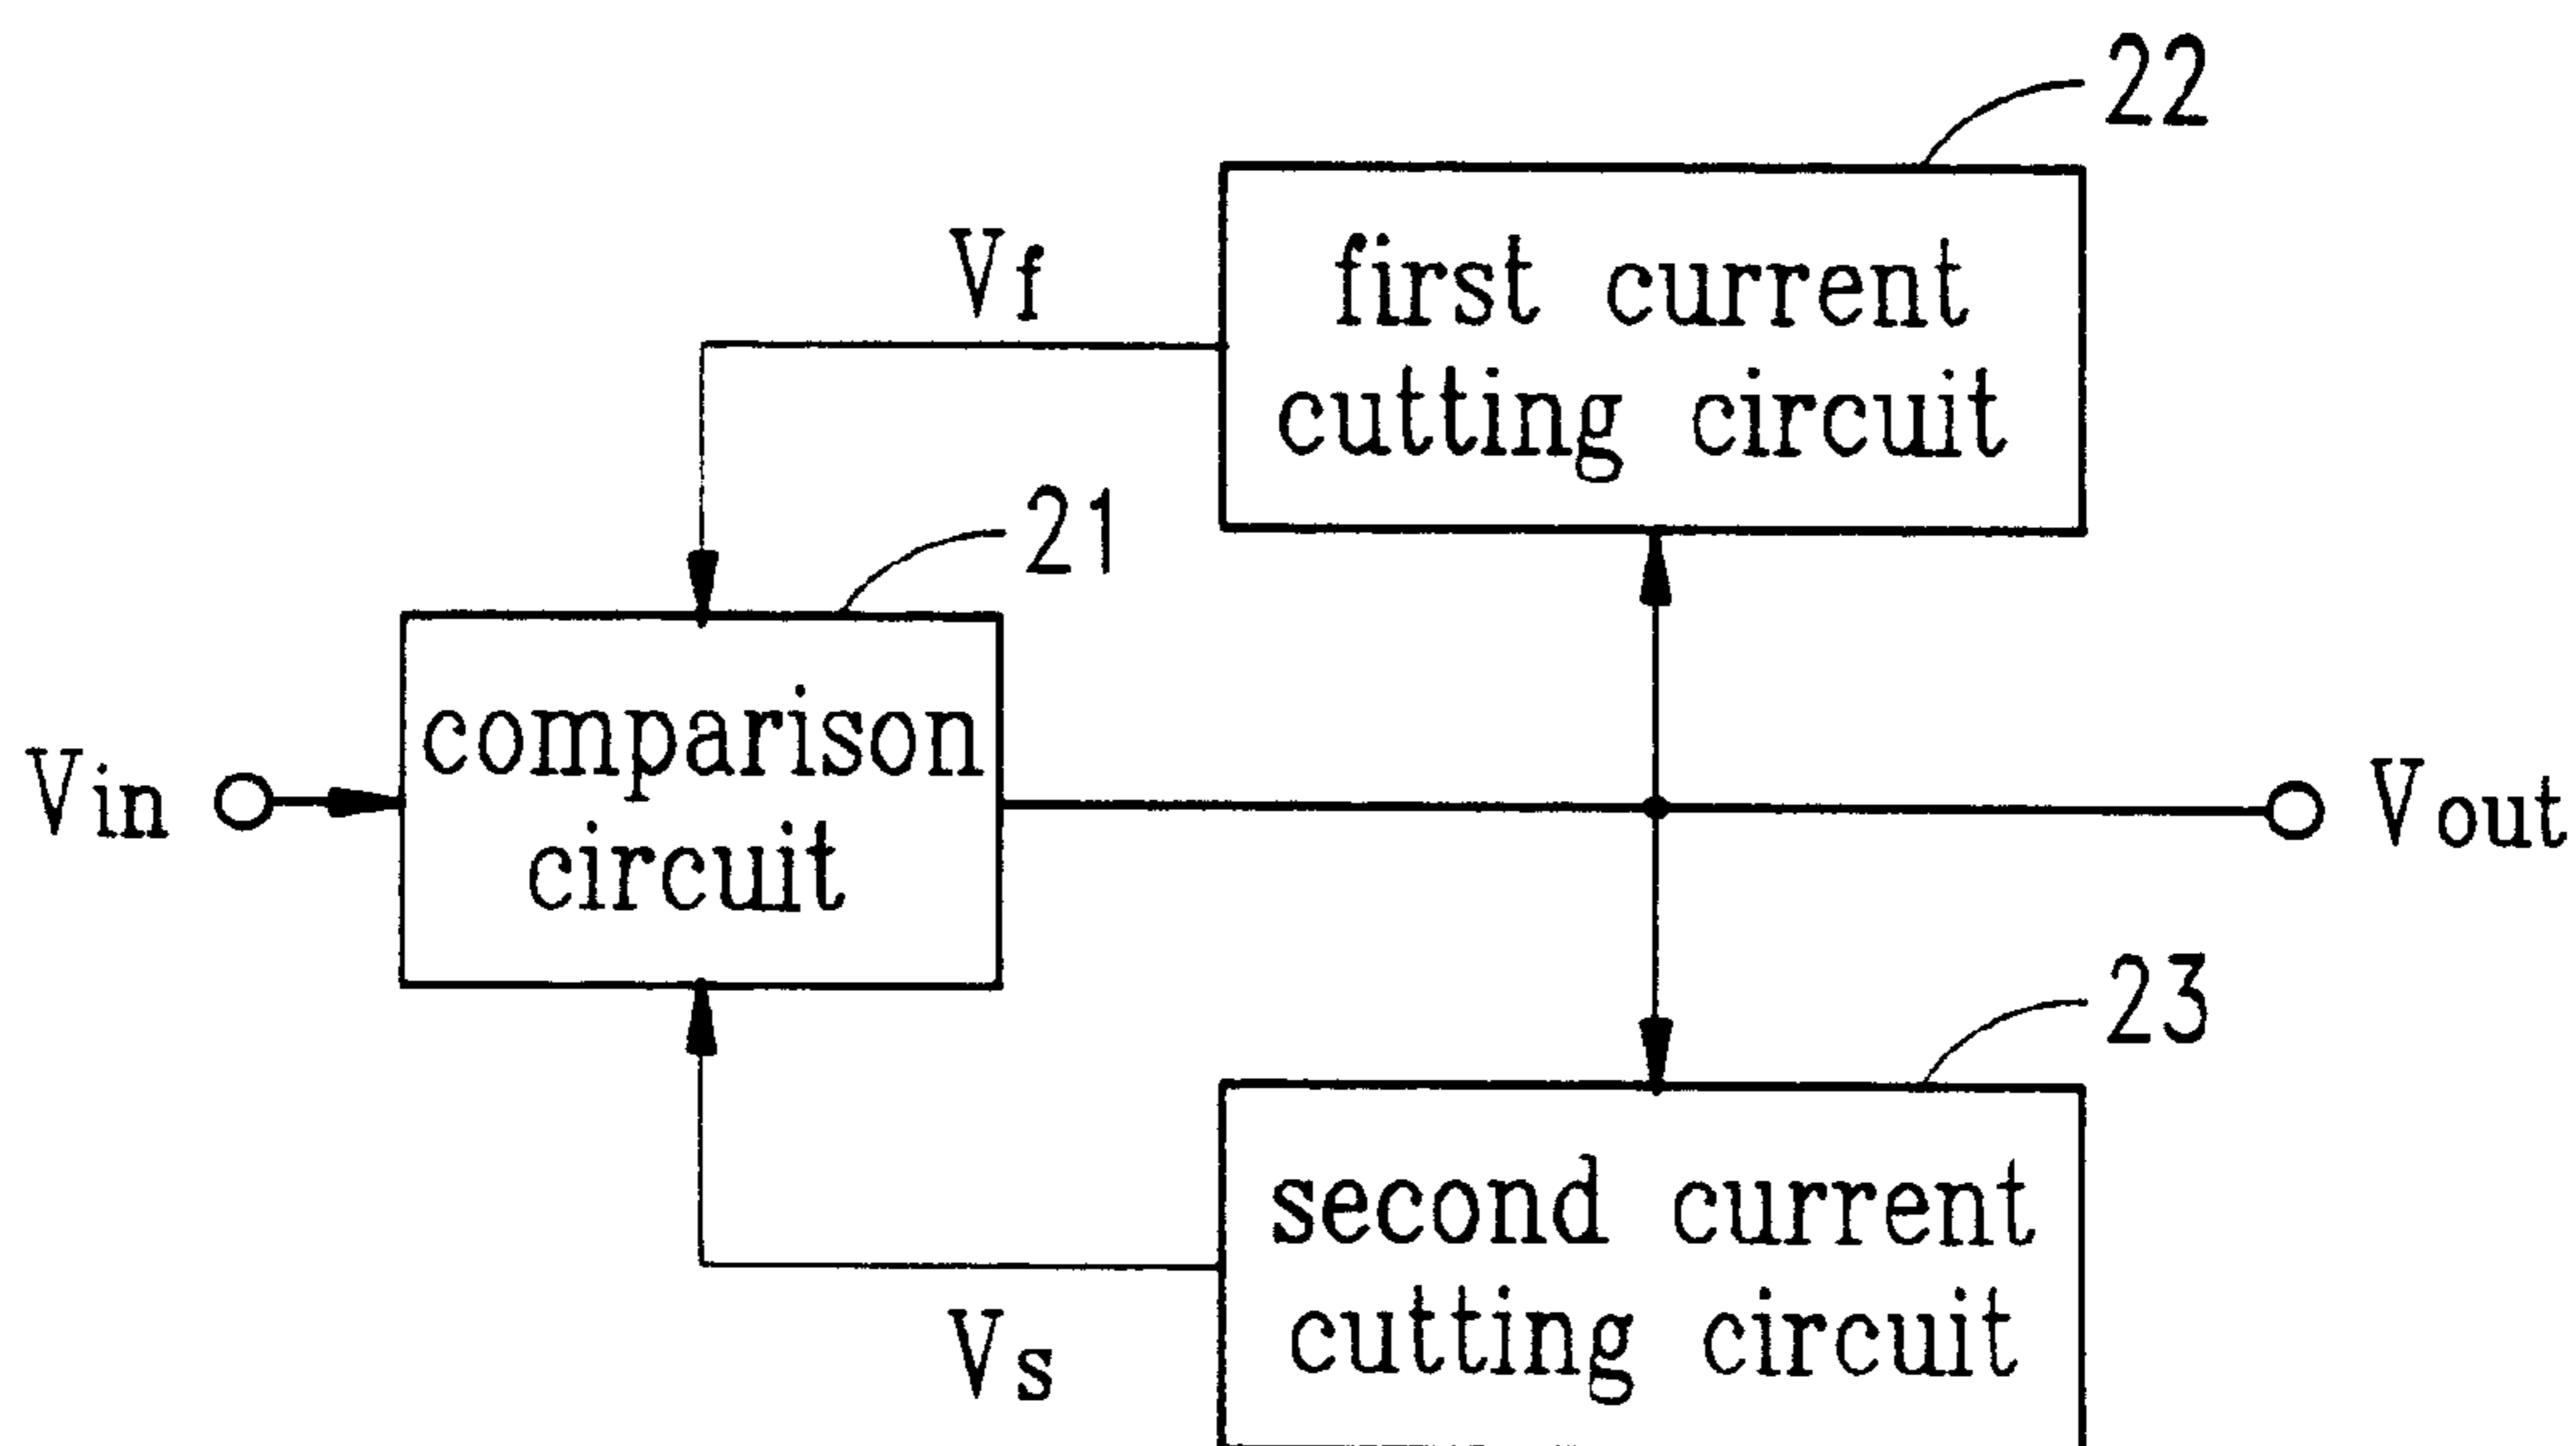 22
Vf
first current
cutting circuit
21
comparison
circuit
Vin
Vout
23
second current
cutting circuit
Vs